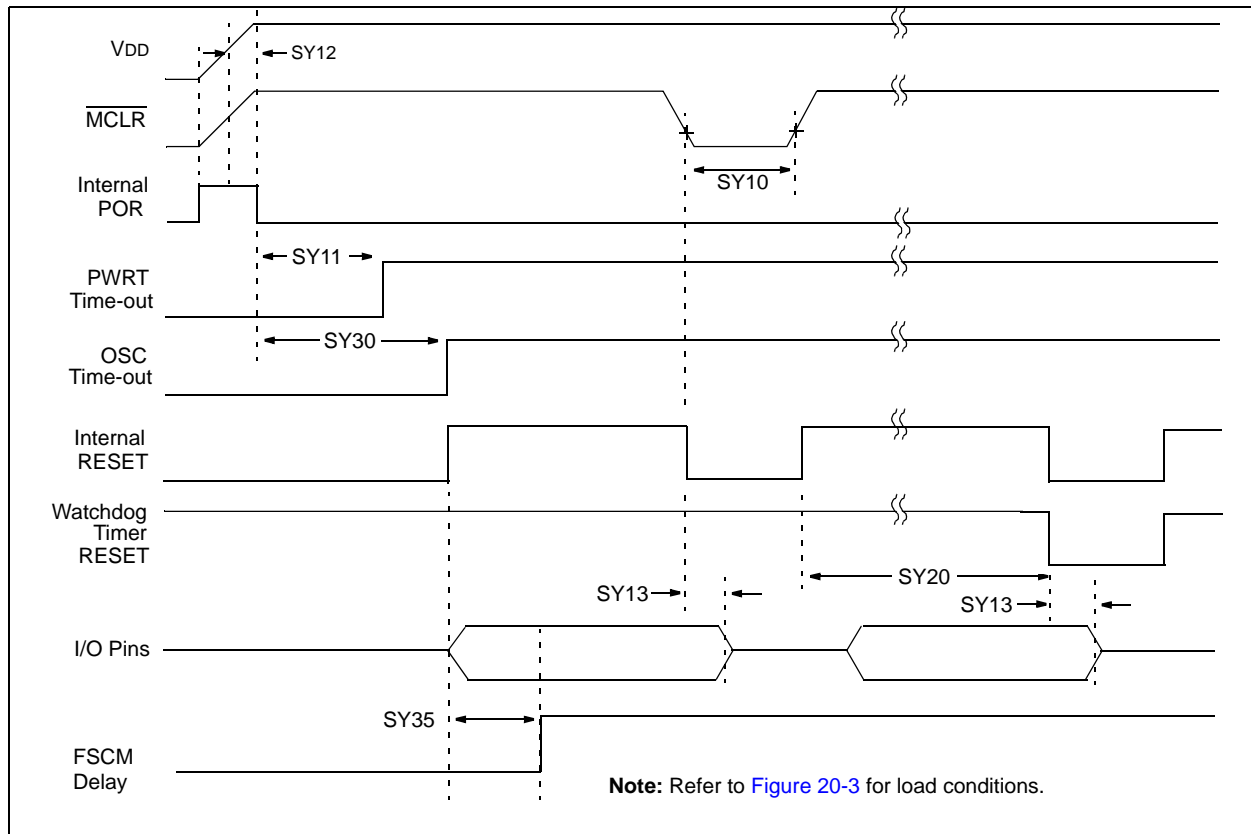 VDD
SY12
MCLR
SY10
Internal
POR
SY11
PWRT
Time-out
SY30
OSC
Time-out
Internal
RESET
Watchdog
Timer
RESET
SY20
SY13
SY13
I/O Pins
SY35
FSCM
Delay
Note: Refer to Figure 20-3 for load conditions.